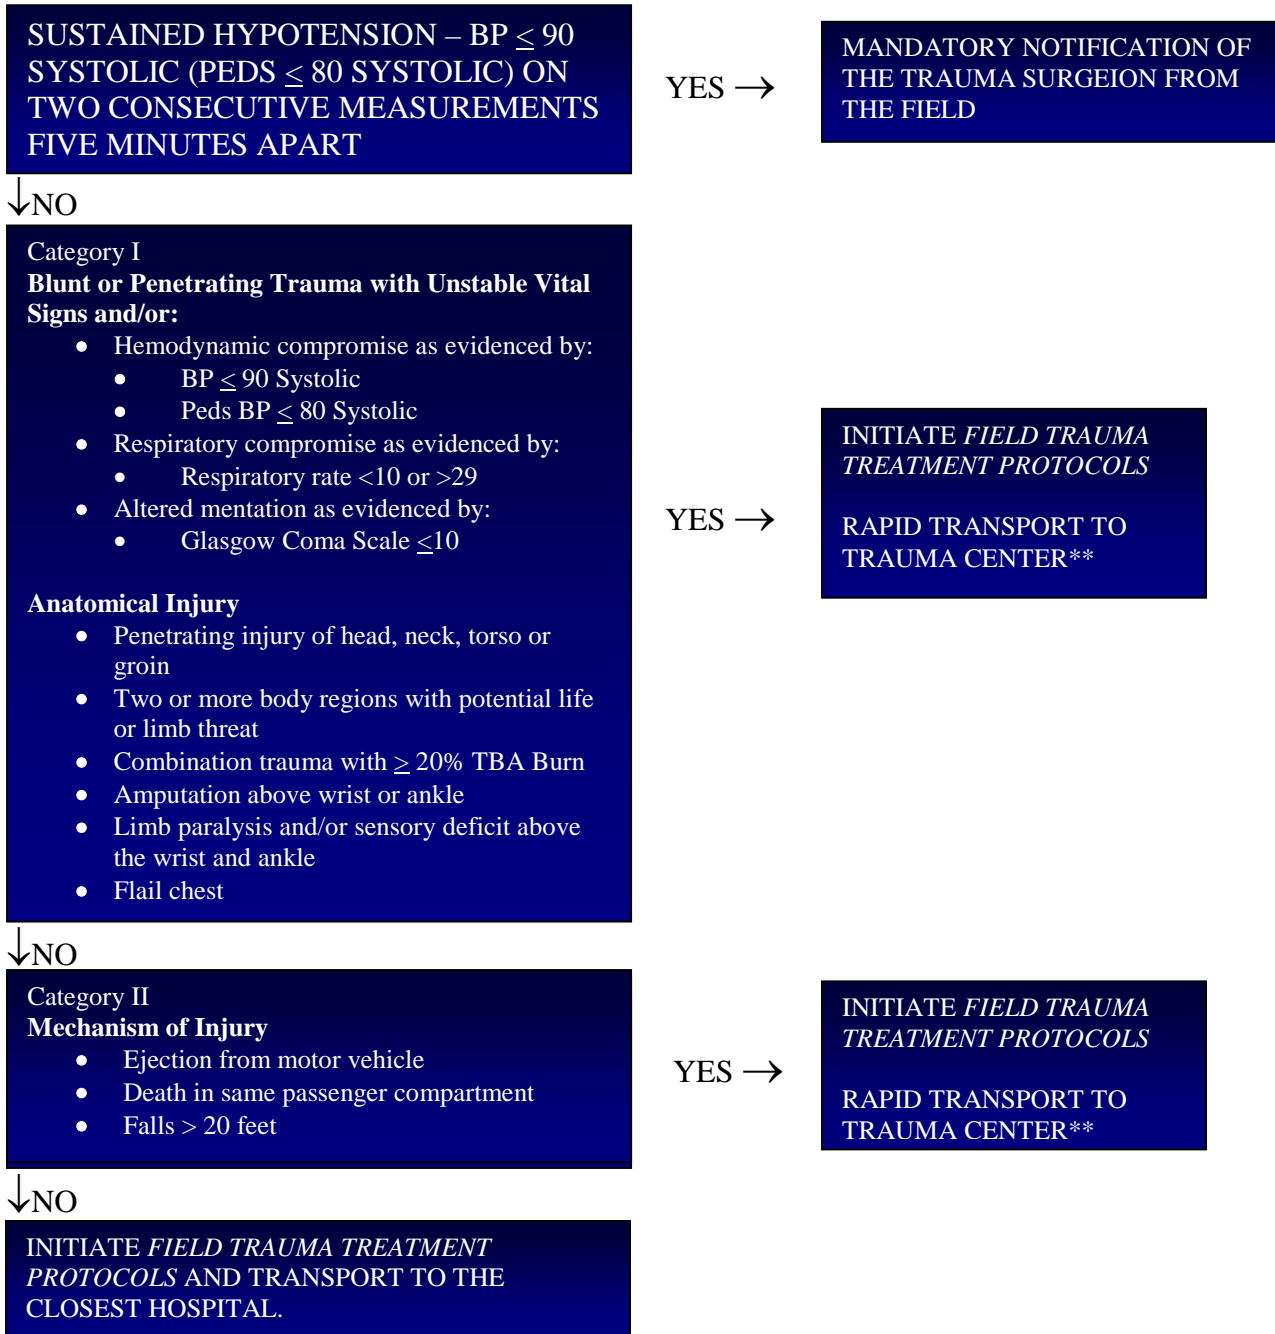 SUSTAINED HYPOTENSION – BP ≤ 90
SYSTOLIC (PEDS ≤ 80 SYSTOLIC) ON
TWO CONSECUTIVE MEASUREMENTS
FIVE MINUTES APART
YES →
MANDATORY NOTIFICATION OF
THE TRAUMA SURGEION FROM
THE FIELD
↓NO
Category I
Blunt or Penetrating Trauma with Unstable Vital
Signs and/or:
• Hemodynamic compromise as evidenced by:
• BP ≤ 90 Systolic
• Peds BP ≤ 80 Systolic
• Respiratory compromise as evidenced by:
• Respiratory rate <10 or >29
• Altered mentation as evidenced by:
• Glasgow Coma Scale ≤10
Anatomical Injury
• Penetrating injury of head, neck, torso or
groin
• Two or more body regions with potential life
or limb threat
• Combination trauma with ≥ 20% TBA Burn
• Amputation above wrist or ankle
• Limb paralysis and/or sensory deficit above
the wrist and ankle
• Flail chest
YES →
INITIATE FIELD TRAUMA
TREATMENT PROTOCOLS
RAPID TRANSPORT TO
TRAUMA CENTER**
↓NO
Category II
Mechanism of Injury
• Ejection from motor vehicle
• Death in same passenger compartment
• Falls > 20 feet
YES →
INITIATE FIELD TRAUMA
TREATMENT PROTOCOLS
RAPID TRANSPORT TO
TRAUMA CENTER**
↓NO
INITIATE FIELD TRAUMA TREATMENT
PROTOCOLS AND TRANSPORT TO THE
CLOSEST HOSPITAL.